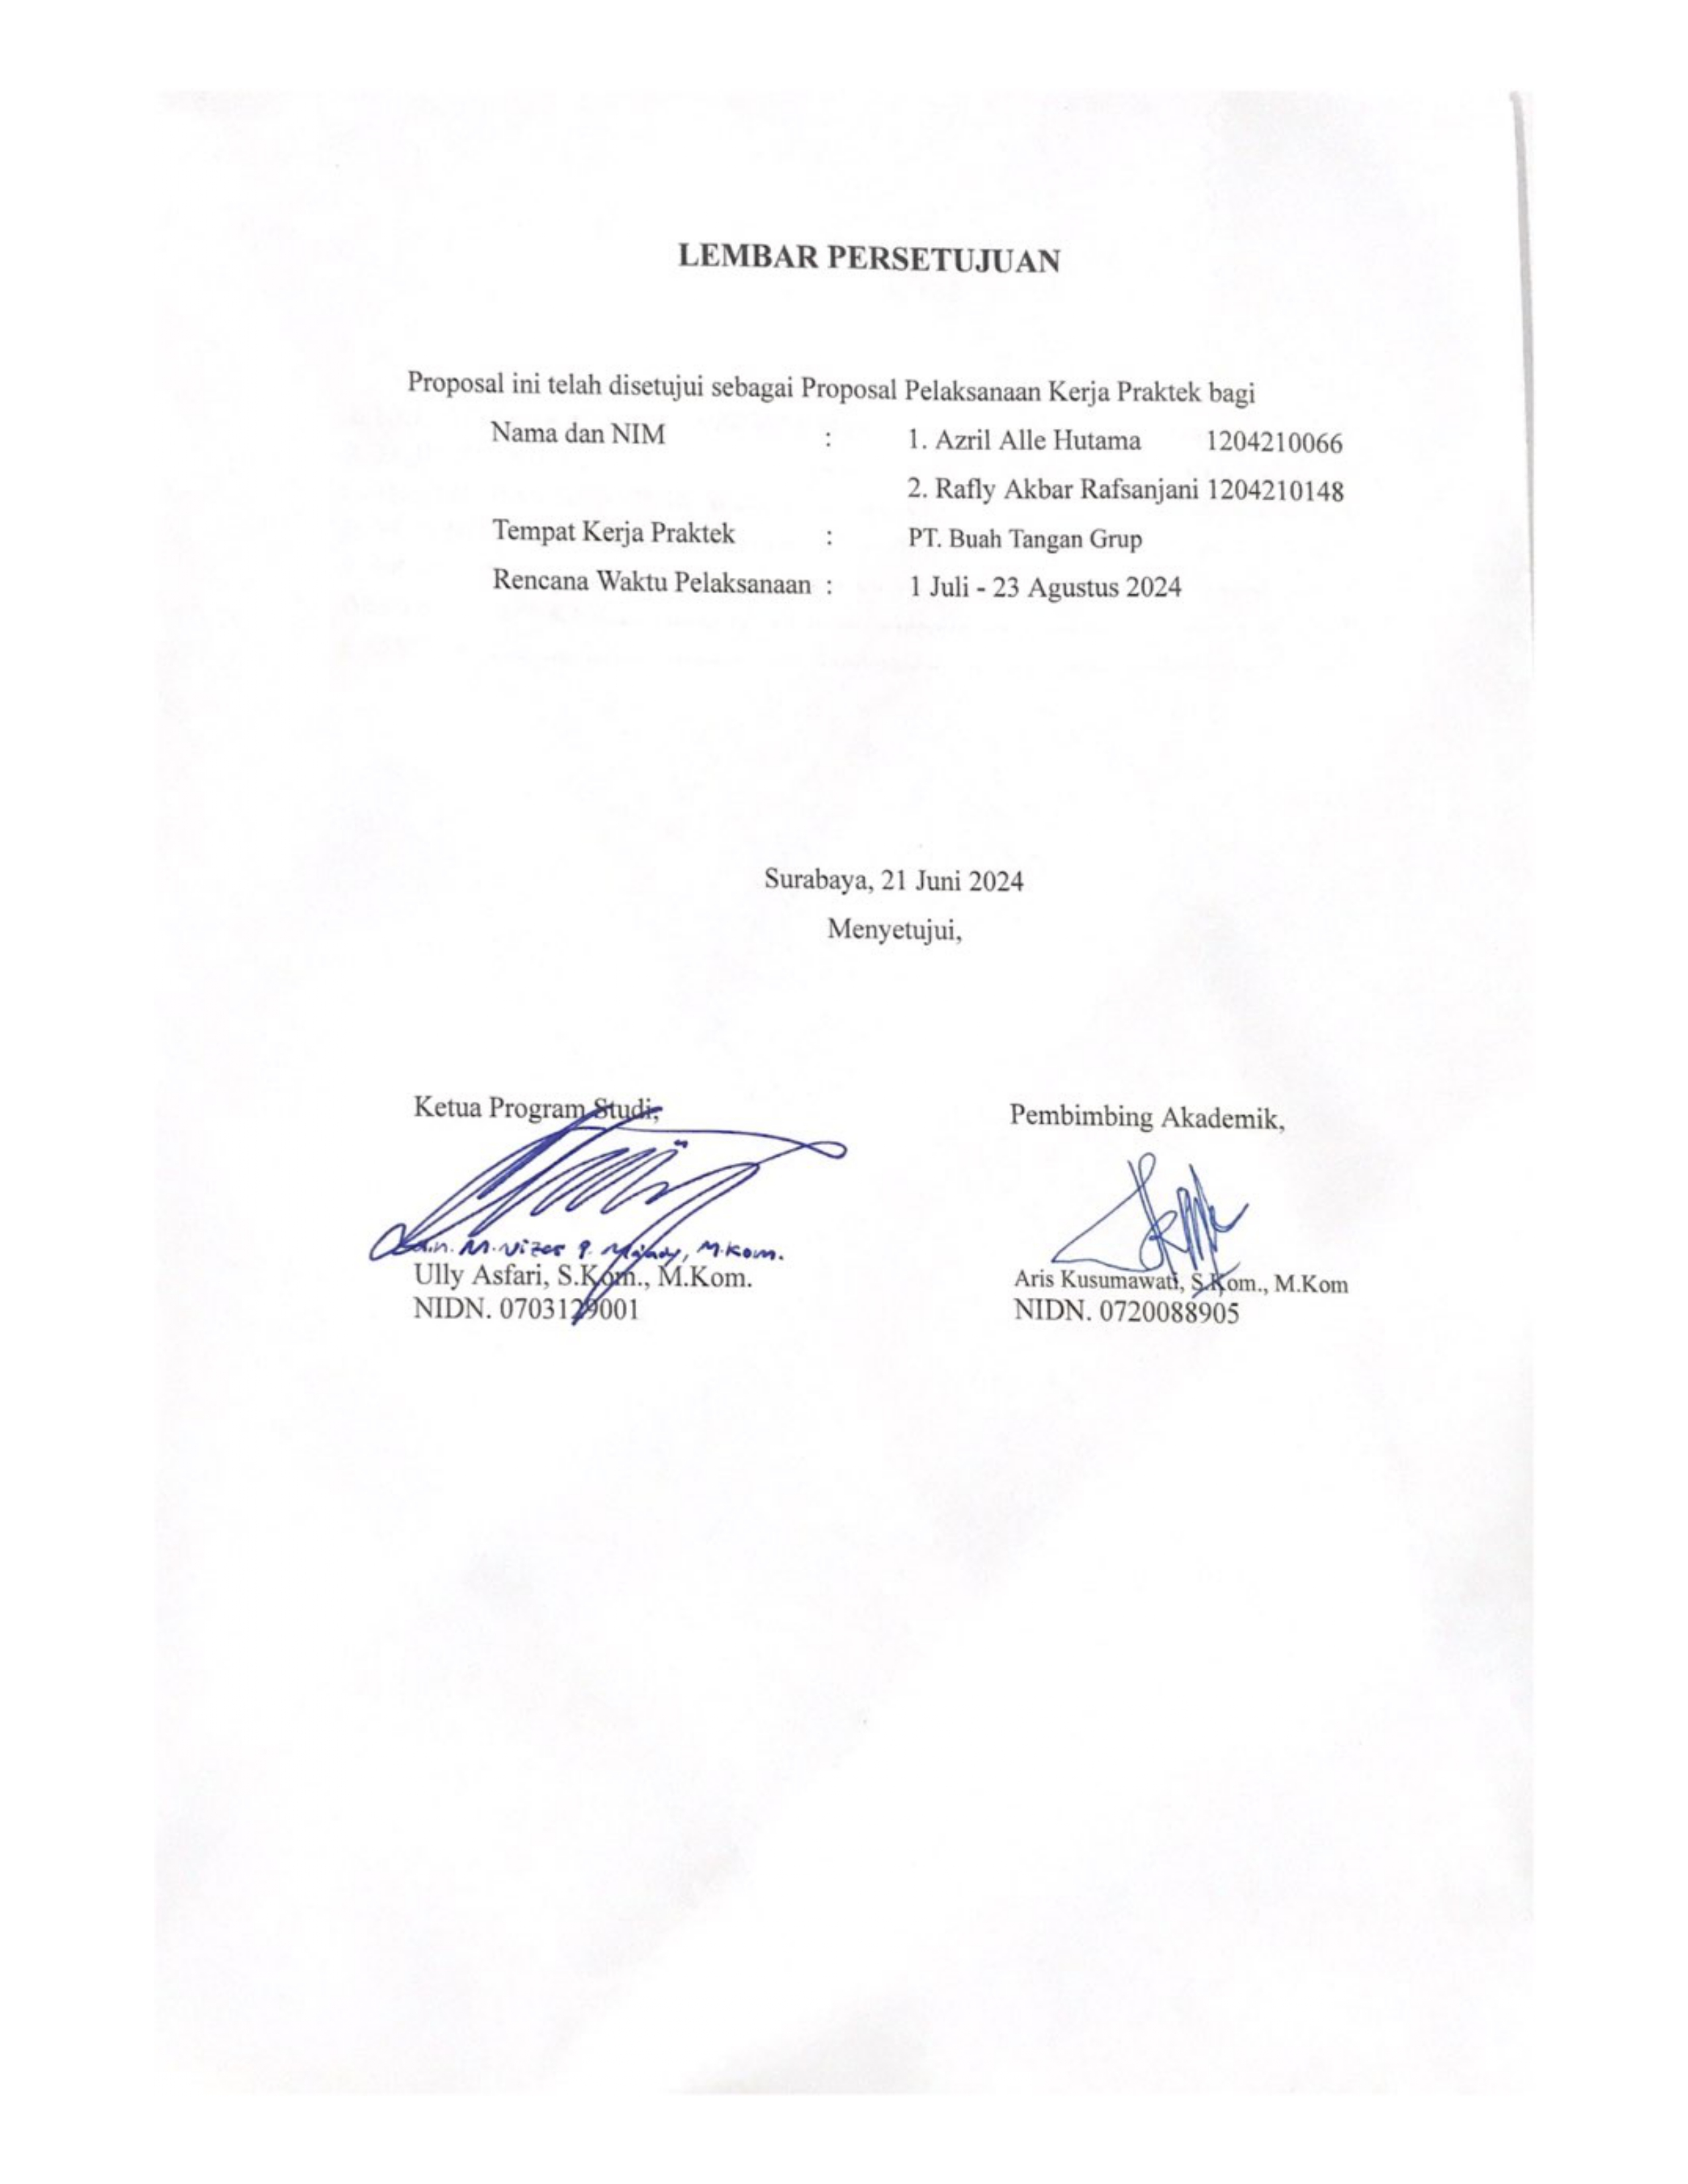 LEMBAR PERSETUJUAN
Proposal ini telah disetujui sebagai Proposal Pelaksanaan Kerja Praktek bagi
Nama dan NIM : 1. Azril Alle Hutama 1204210066
2. Rafly Akbar Rafsanjani 1204210148
Tempat Kerja Praktek : PT. Buah Tangan Grup
Rencana Waktu Pelaksanaan : 1 Juli - 23 Agustus 2024
Surabaya, 21 Juni 2024
Menyetujui,
Ketua Program Studi,
Pembimbing Akademik,
M. M.Kom.
Ully Asfari, S.Kom., M.Kom.
NIDN. 0703129001
Aris Kusumawati, S.Kom., M.Kom
NIDN. 0720088905